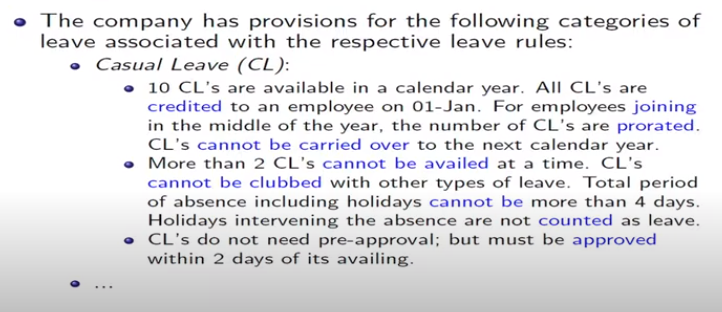 The company has provisions for the following categories of
leave associated with the respective leave rules:
Casual Leave (CL):
10 CL's are available in a calendar year. All CL's are
credited to an employee on 01-Jan. For employees joining
in the middle of the year, the number of CL's are prorated.
CL's cannot be carried over to the next calendar year.
More than 2 CL's cannot be availed at a time. CL's
cannot be clubbed with other types of leave. Total period
of absence including holidays cannot be more than 4 days.
Holidays intervening the absence are not counted as leave.
CL's do not need pre-approval; but must be approved
within 2 days of its availing.
...